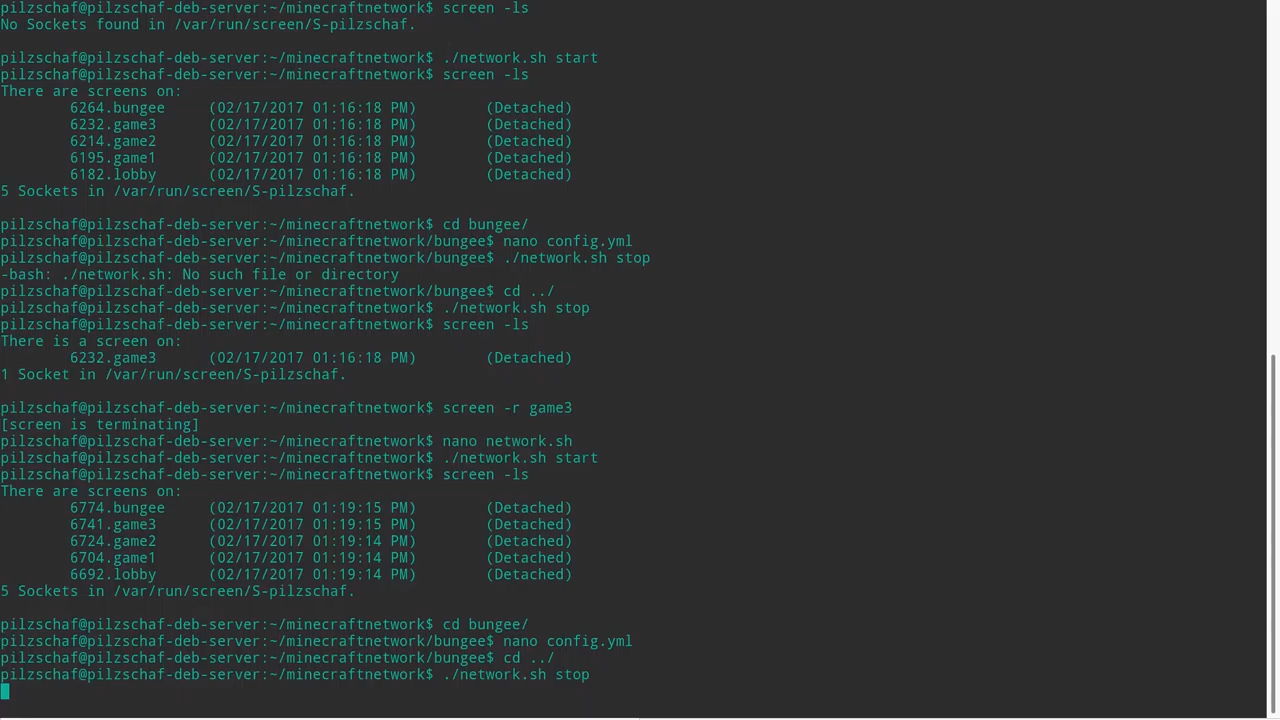 pilzschaf@pilzschaf-deb-server:~/minecraftnetwork$ screen -ls
No Sockets found in /var/run/screen/S-pilzschaf.
pilzschaf@pilzschaf-deb-server:~/minecraftnetwork$ ./network.sh start
pilzschaf@pilzschaf-deb-server:~/minecraftnetwork$ screen -ls
There are screens on:
6264.bungee (02/17/2017 01:16:18 PM) (Detached)
6232.game3 (02/17/2017 01:16:18 PM) (Detached)
6214.game2 (02/17/2017 01:16:18 PM) (Detached)
6195.game1 (02/17/2017 01:16:18 PM) (Detached)
6182.lobby (02/17/2017 01:16:18 PM) (Detached)
5 Sockets in /var/run/screen/S-pilzschaf.
pilzschaf@pilzschaf-deb-server:~/minecraftnetwork$ cd bungee/
pilzschaf@pilzschaf-deb-server:~/minecraftnetwork/bungee$ nano config.yml
pilzschaf@pilzschaf-deb-server:~/minecraftnetwork/bungee$ ./network.sh stop
-bash: ./network.sh: No such file or directory
pilzschaf@pilzschaf-deb-server:~/minecraftnetwork/bungee$ cd ../
pilzschaf@pilzschaf-deb-server:~/minecraftnetwork$ ./network.sh stop
pilzschaf@pilzschaf-deb-server:~/minecraftnetwork$ screen -ls
There is a screen on:
6232.game3 (02/17/2017 01:16:18 PM) (Detached)
1 Socket in /var/run/screen/S-pilzschaf.
pilzschaf@pilzschaf-deb-server:~/minecraftnetwork$ screen -r game3
[screen is terminating]
pilzschaf@pilzschaf-deb-server:~/minecraftnetwork$ nano network.sh
pilzschaf@pilzschaf-deb-server:~/minecraftnetwork$ ./network.sh start
pilzschaf@pilzschaf-deb-server:~/minecraftnetwork$ screen -ls
There are screens on:
6774.bungee (02/17/2017 01:19:15 PM) (Detached)
6741.game3 (02/17/2017 01:19:15 PM) (Detached)
6724.game2 (02/17/2017 01:19:14 PM) (Detached)
6704.game1 (02/17/2017 01:19:14 PM) (Detached)
6692.lobby (02/17/2017 01:19:14 PM) (Detached)
5 Sockets in /var/run/screen/S-pilzschaf.
pilzschaf@pilzschaf-deb-server:~/minecraftnetwork$ cd bungee/
pilzschaf@pilzschaf-deb-server:~/minecraftnetwork/bungee$ nano config.yml
pilzschaf@pilzschaf-deb-server:~/minecraftnetwork/bungee$ cd ../
pilzschaf@pilzschaf-deb-server:~/minecraftnetwork$ ./network.sh stop